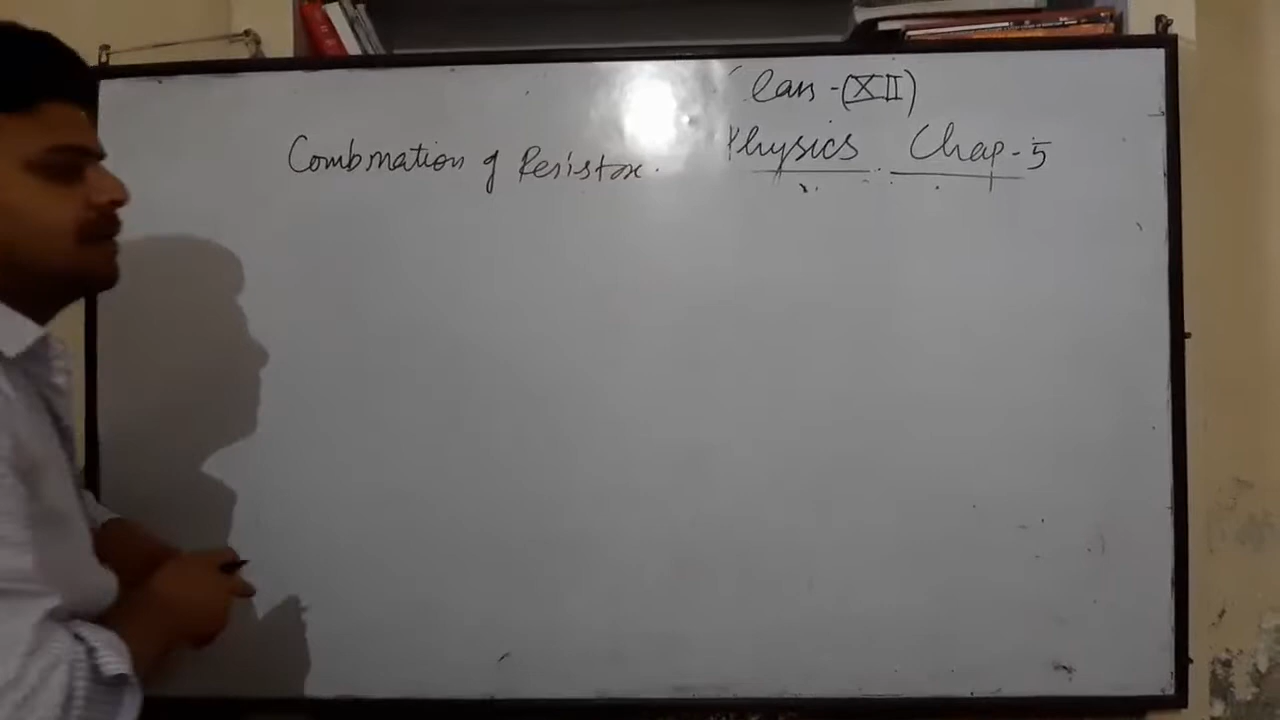 Class - (XII)
Physics Chap - 5
Combination of Resistor.